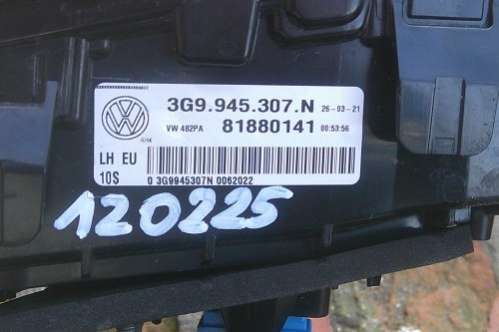 3G9.945.307.N 26-03-21
VW 482PA 81880141 00:53:56
LH EU
10S 0 3G9945307N 0062022
120225